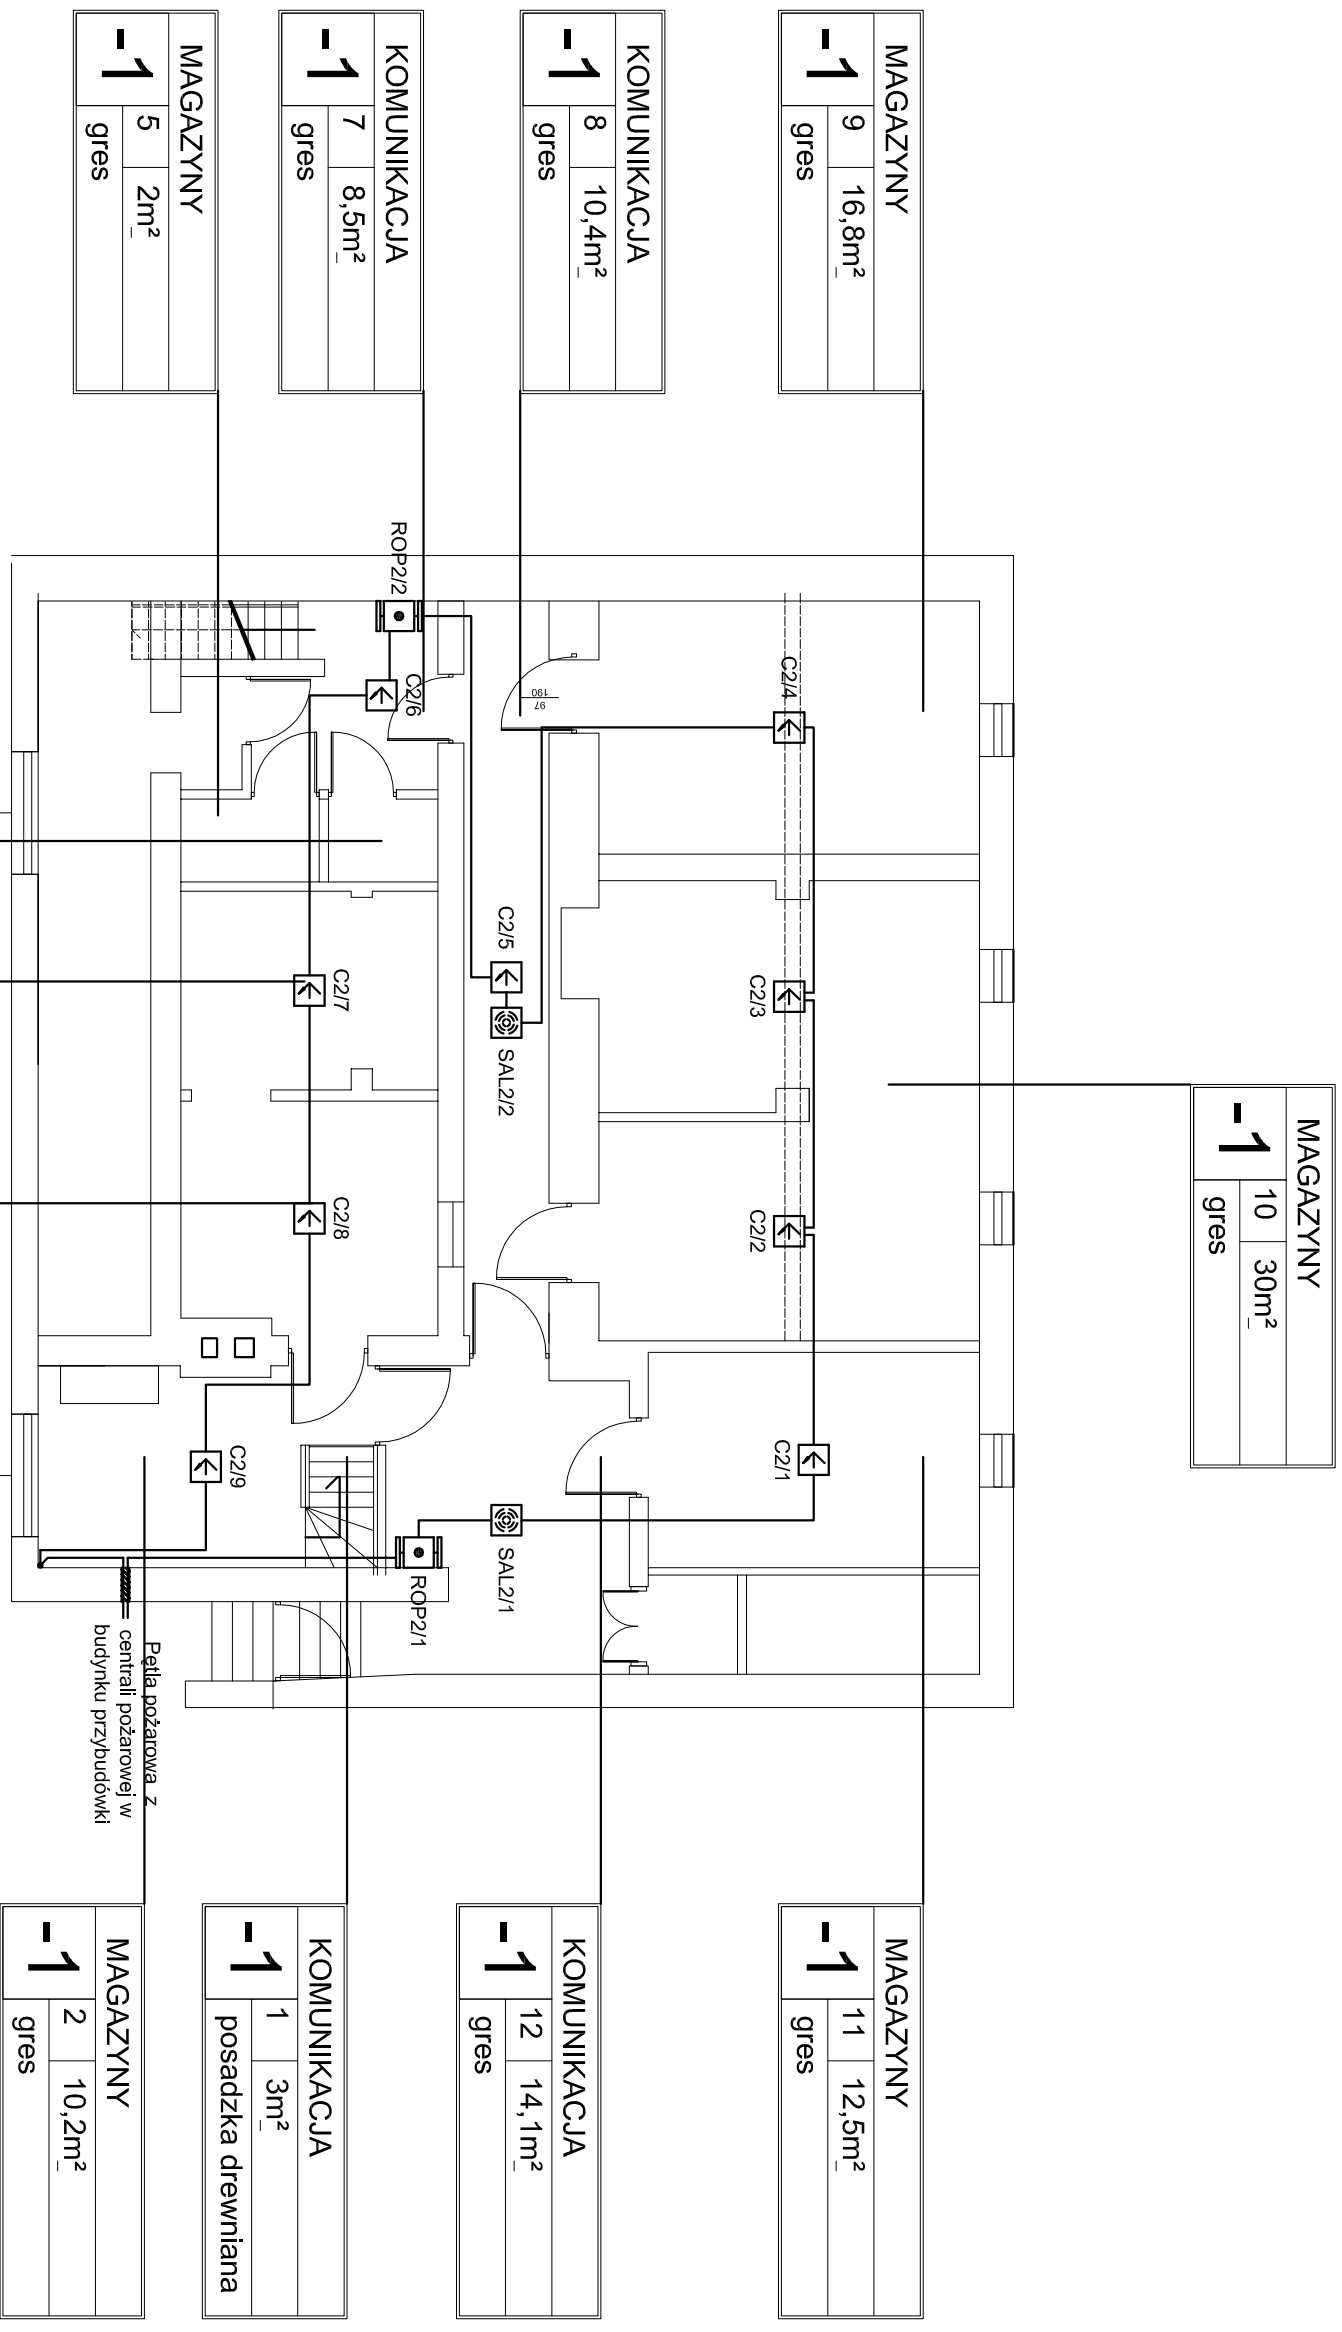 MAGAZYNY
-1
10
30m²
gres
MAGAZYNY
-1
9
16,8m²
gres
KOMUNIKACJA
-1
8
10,4m²
gres
KOMUNIKACJA
-1
7
8,5m²
gres
MAGAZYNY
-1
5
2m²
gres
MAGAZYNY
-1
11
12,5m²
gres
KOMUNIKACJA
-1
12
14,1m²
gres
KOMUNIKACJA
-1
1
3m²
posadzka drewniana
MAGAZYNY
-1
2
10,2m²
gres
C2/4
C2/3
C2/2
C2/1
97
190
C2/5
SAL2/2
SAL2/1
ROP2/2
C2/6
ROP2/1
C2/7
C2/8
C2/9
Pętla pożarowa z
centrali pożarowej w
budynku przybudówki